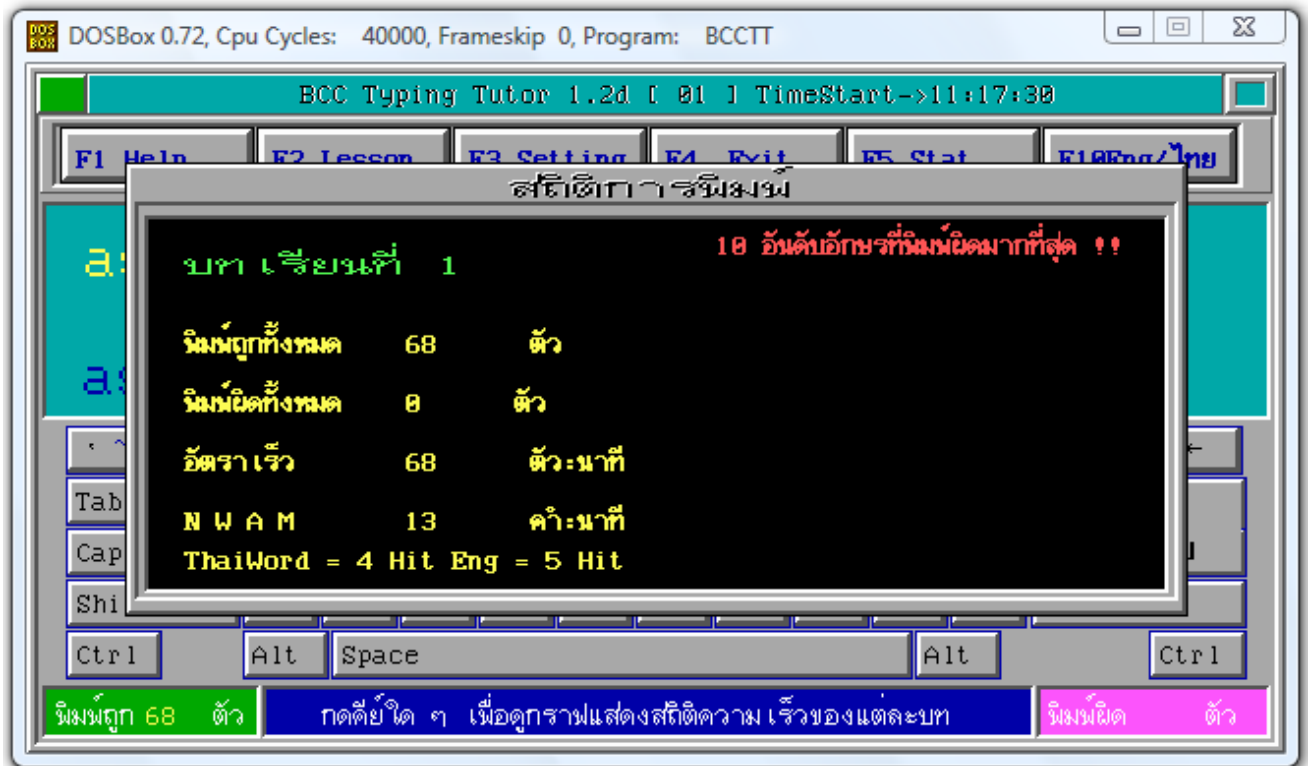 DOSBox 0.72, Cpu Cycles: 40000, Frameskip 0, Program: BCCTT
BCC Typing Tutor 1.2d [ 01 ] TimeStart->11:17:30
F1 Help F2 Lesson F3 Setting F4 Exit F5 Stat F10Eng/ไทย
สถิติการพิมพ์
บทเรียนที่ 1
10 อันดับอักษรที่พิมพ์ผิดมากที่สุด !!
พิมพ์ถูกทั้งหมด 68 ตัว
พิมพ์ผิดทั้งหมด 0 ตัว
อัตราเร็ว 68 ตัว:นาที
N W A M 13 คำ:นาที
ThaiWord = 4 Hit Eng = 5 Hit
Tab
Cap
Shi
Ctrl Alt Space Alt Ctrl
พิมพ์ถูก 68 ตัว
กดคีย์ใด ๆ เพื่อดูกราฟแสดงสถิติความเร็วของแต่ละบท
พิมพ์ผิด ตัว